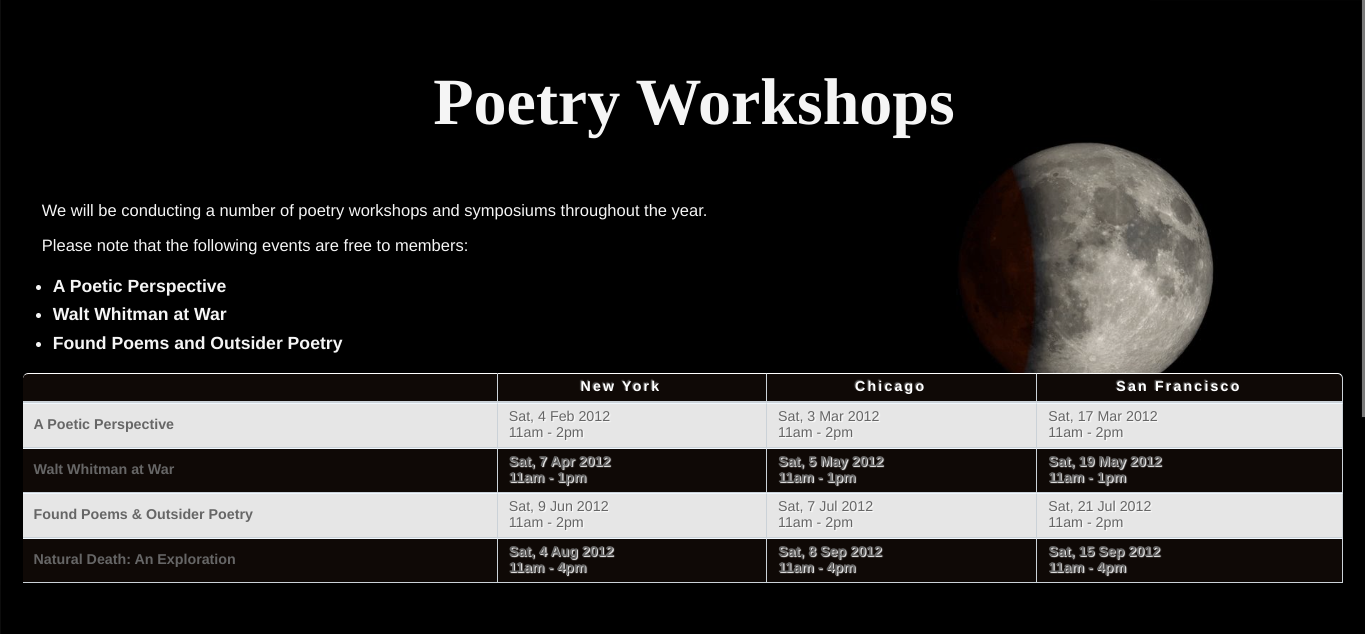 Poetry Workshops
We will be conducting a number of poetry workshops and symposiums throughout the year.
Please note that the following events are free to members:
• A Poetic Perspective
• Walt Whitman at War
• Found Poems and Outsider Poetry
New York Chicago San Francisco
A Poetic Perspective
Sat, 4 Feb 2012
11am - 2pm
Sat, 3 Mar 2012
11am - 2pm
Sat, 17 Mar 2012
11am - 2pm
Walt Whitman at War
Sat, 7 Apr 2012
11am - 1pm
Sat, 5 May 2012
11am - 1pm
Sat, 19 May 2012
11am - 1pm
Found Poems & Outsider Poetry
Sat, 9 Jun 2012
11am - 2pm
Sat, 7 Jul 2012
11am - 2pm
Sat, 21 Jul 2012
11am - 2pm
Natural Death: An Exploration
Sat, 4 Aug 2012
11am - 4pm
Sat, 8 Sep 2012
11am - 4pm
Sat, 15 Sep 2012
11am - 4pm